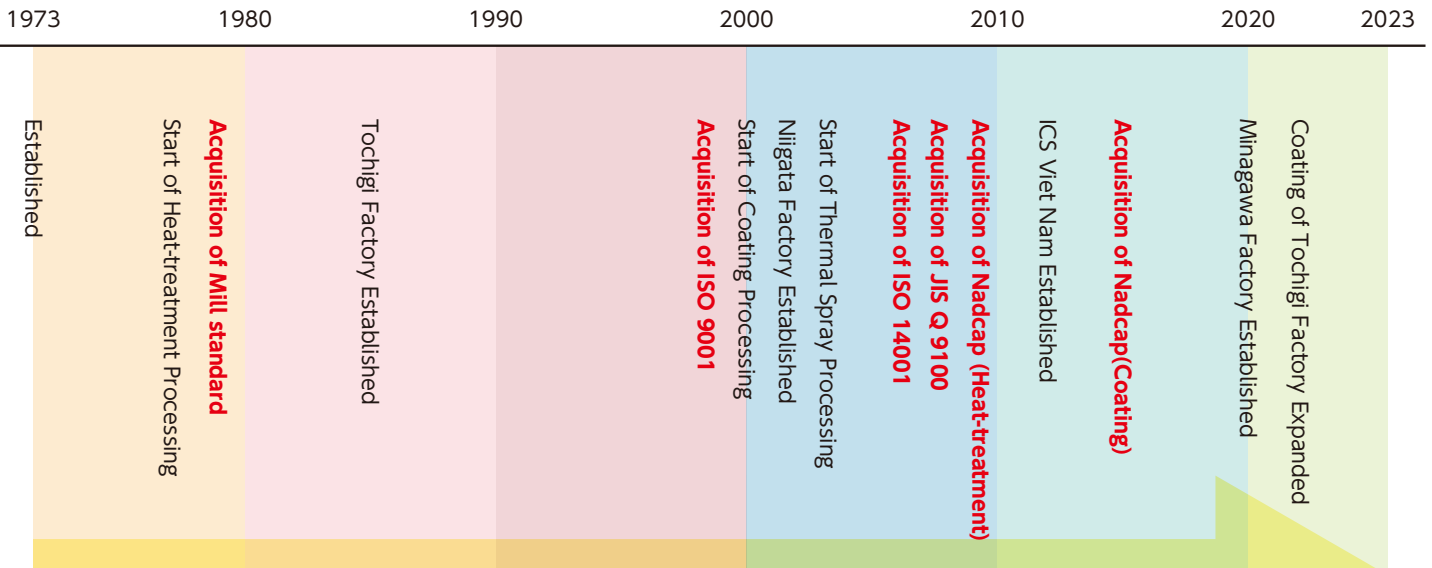 1973
1980
1990
2000
2010
2020
2023
Established
Start of Heat-treatment Processing
Acquisition of Mill standard
Tochigi Factory Established
Acquisition of ISO 9001
Start of Coating Processing
Niigata Factory Established
Start of Thermal Spray Processing
Acquisition of ISO 14001
Acquisition of JIS Q 9100
Acquisition of Nadcap (Heat-treatment)
ICS Viet Nam Established
Acquisition of Nadcap(Coating)
Minagawa Factory Established
Coating of Tochigi Factory Expanded